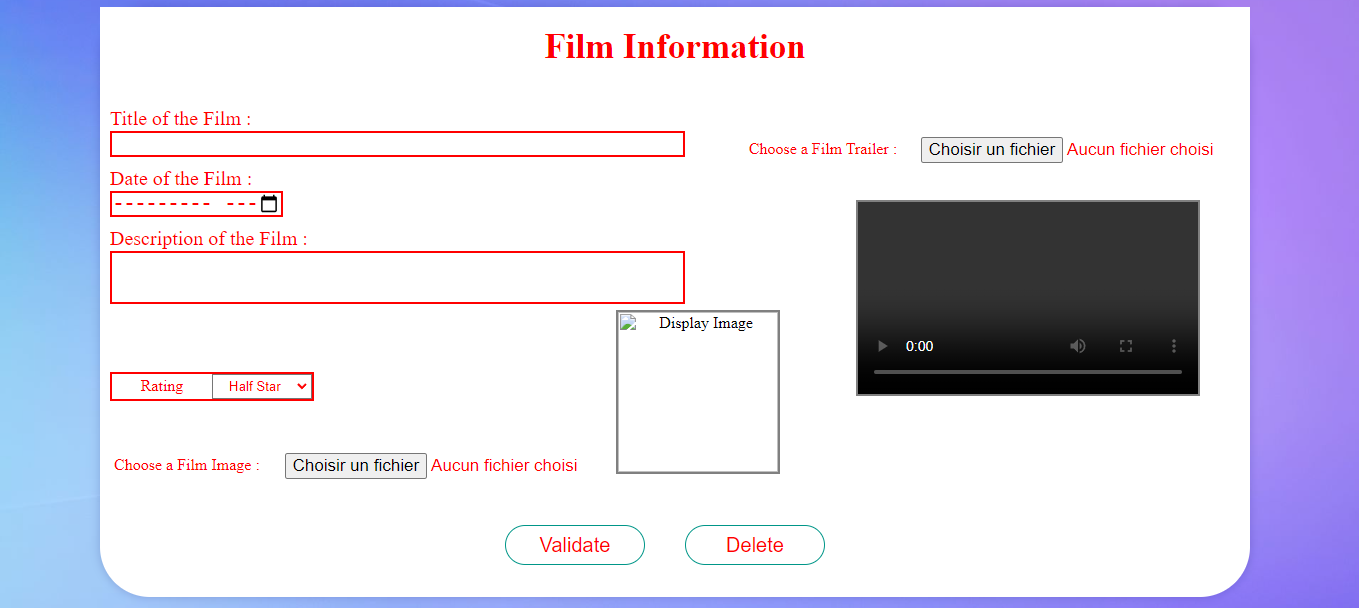 Film Information
Title of the Film :
Choose a Film Trailer : Choisir un fichier Aucun fichier choisi
Date of the Film :
--------- ---
Description of the Film :
Display Image
0:00
Rating Half Star
Choose a Film Image : Choisir un fichier Aucun fichier choisi
Validate Delete